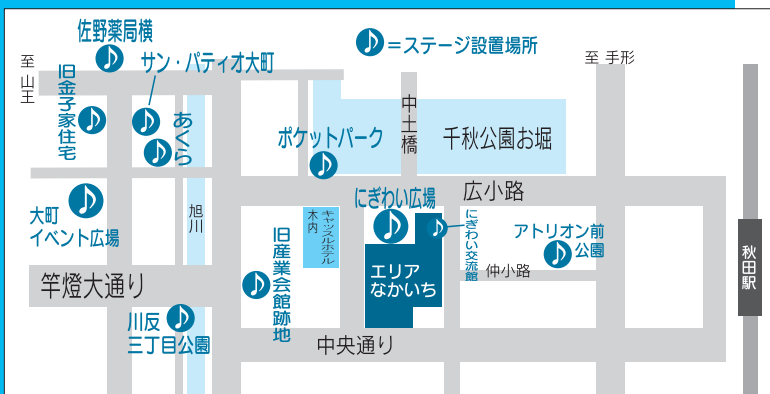 佐野薬局横
♪=ステージ設置場所
至 山王
サン・パティオ大町
至 手形
旧金子家住宅
あくら
中土橋
千秋公園お堀
ポケットパーク
広小路
にぎわい広場
大町
イベント広場
旭川
キャッスルホテル
木内
にぎわい交流館
アトリオン前
公園
秋田駅
旧産業会館跡地
エリア
なかいち
仲小路
竿燈大通り
川反
三丁目公園
中央通り